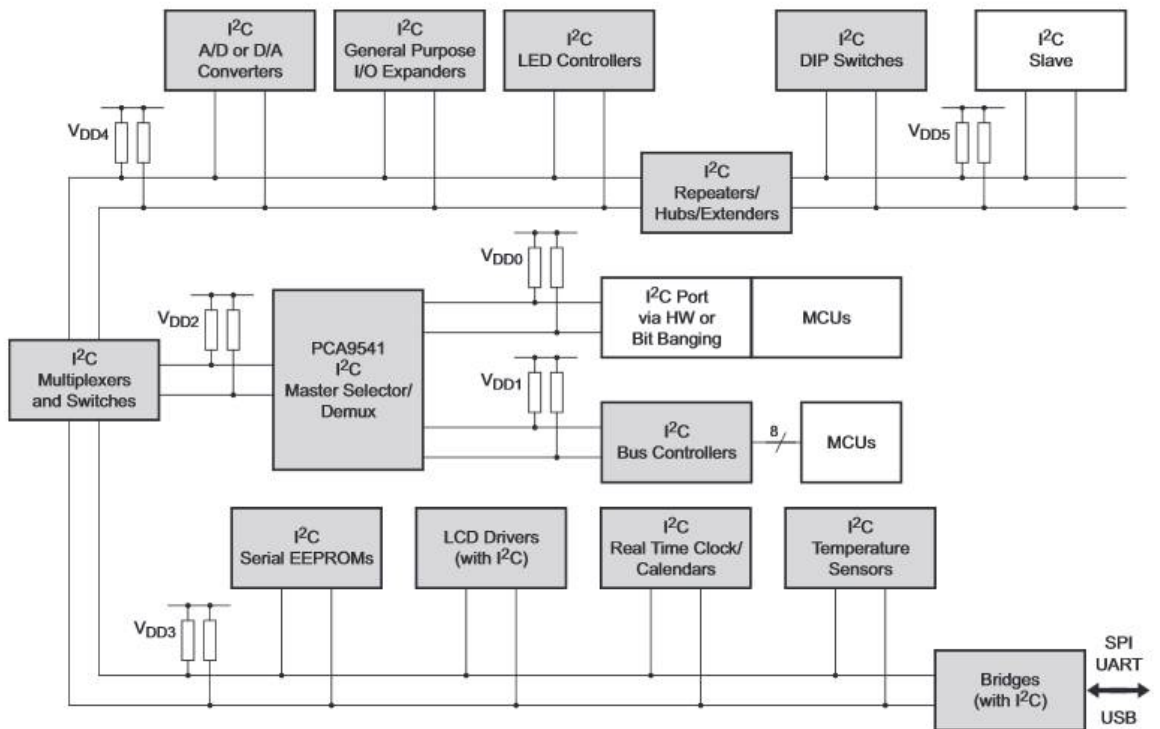 I²C
A/D or D/A
Converters
I²C
General Purpose
I/O Expanders
I²C
LED Controllers
I²C
DIP Switches
I²C
Slave
VDD4
VDD5
I²C
Repeaters/
Hubs/Extenders
VDD0
VDD2
I²C Port
via HW or
Bit Banging
MCUs
I²C
Multiplexers
and Switches
PCA9541
I²C
Master Selector/
Demux
VDD1
I²C
Bus Controllers
8
MCUs
I²C
Serial EEPROMs
LCD Drivers
(with I²C)
I²C
Real Time Clock/
Calendars
I²C
Temperature
Sensors
VDD3
Bridges
(with I²C)
SPI
UART
USB